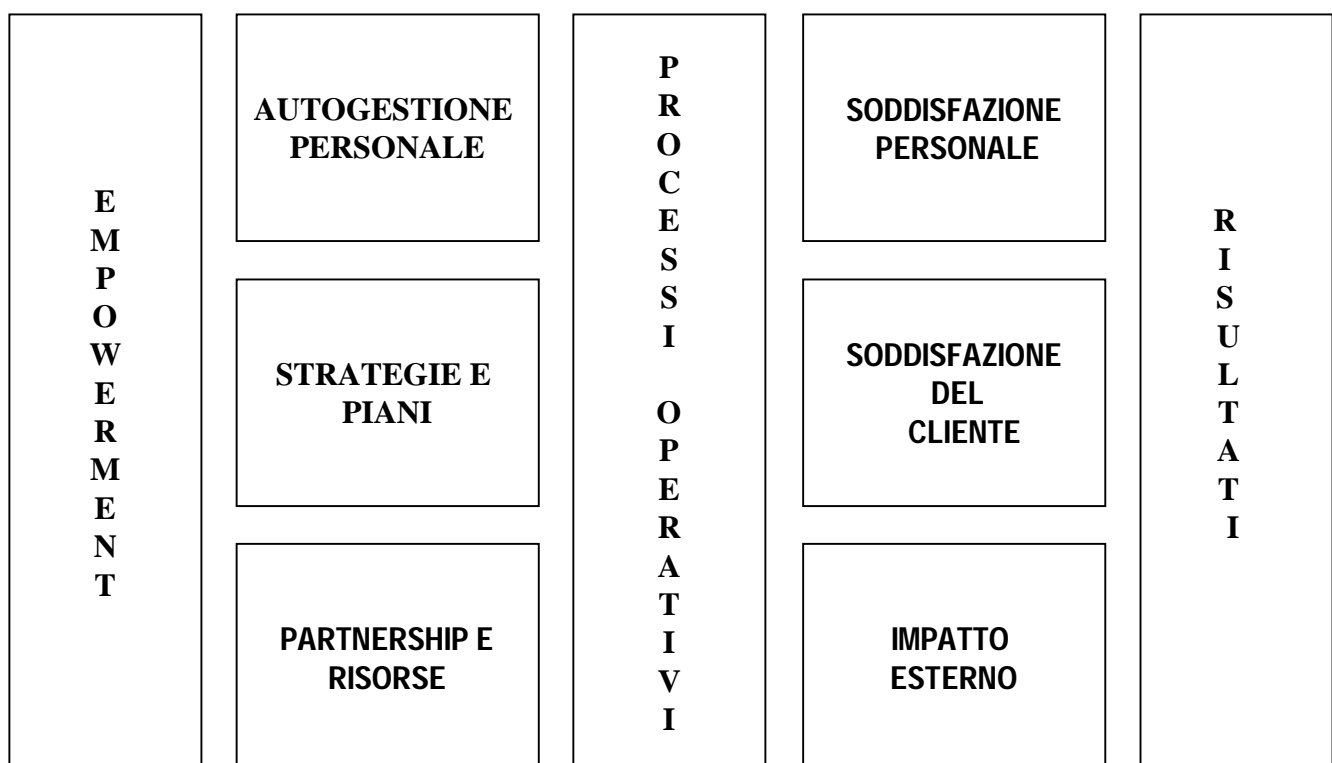 EMPOWERMENT
AUTOGESTIONE
PERSONALE
STRATEGIE E
PIANI
PARTNERSHIP E
RISORSE
PROCESSI OPERATIVI
SODDISFAZIONE
PERSONALE
SODDISFAZIONE
DEL
CLIENTE
IMPATTO
ESTERNO
RISULTATI